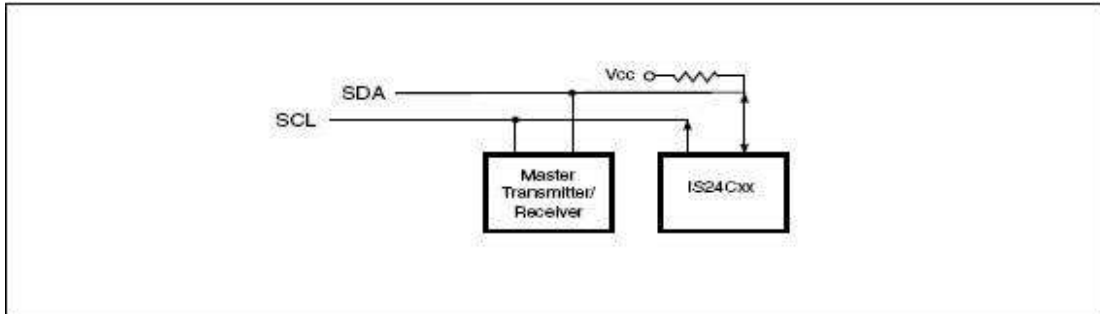 Vcc
SDA
SCL
Master
Transmitter/
Receiver
IS24Cxx